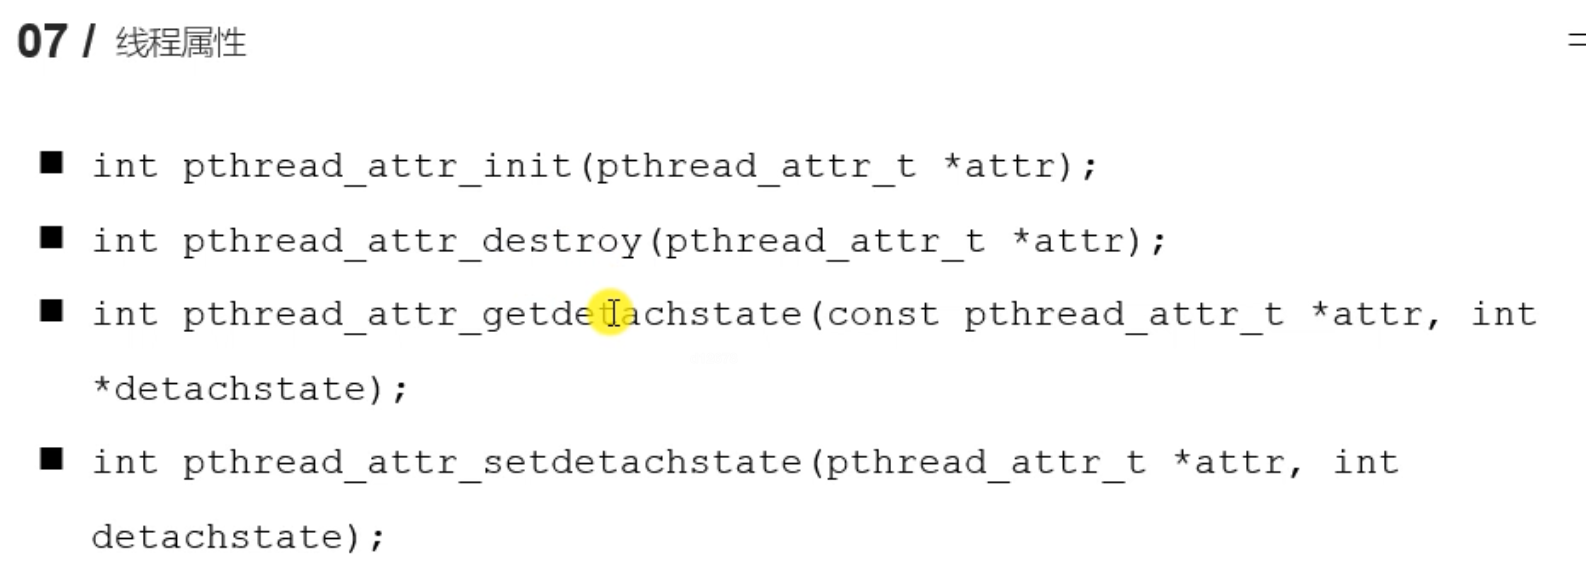 07 / 线程属性
■ int pthread_attr_init(pthread_attr_t *attr);
■ int pthread_attr_destroy(pthread_attr_t *attr);
■ int pthread_attr_getdetachstate(const pthread_attr_t *attr, int
*detachstate);
■ int pthread_attr_setdetachstate(pthread_attr_t *attr, int
detachstate);